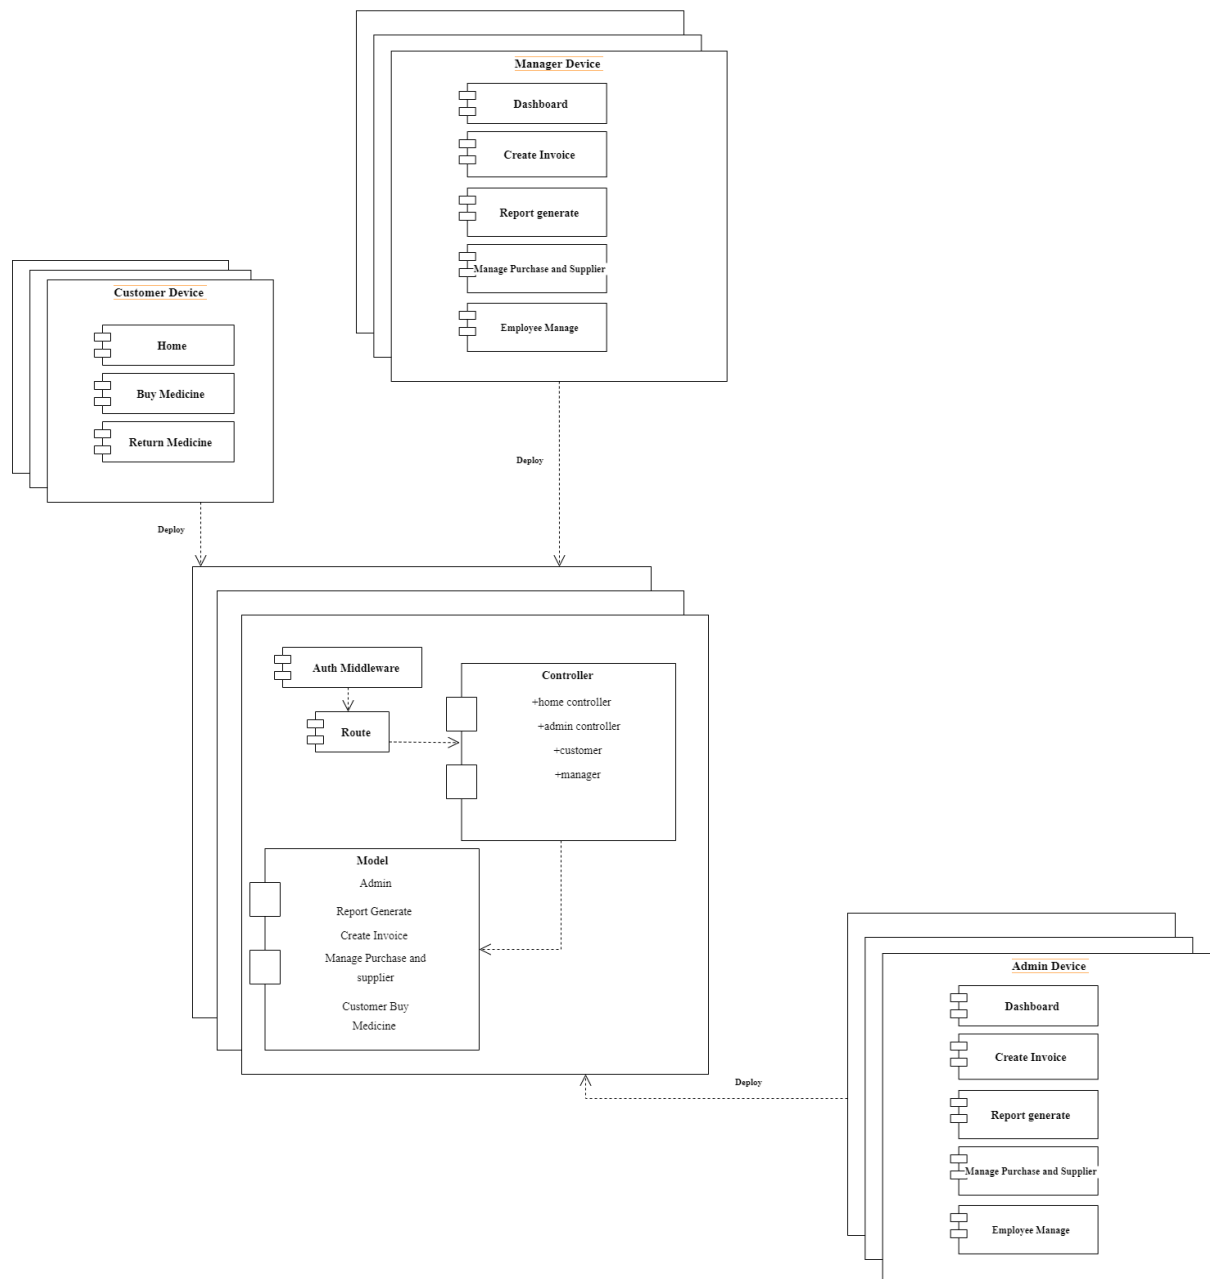 Manager Device
Dashboard
Create Invoice
Report generate
Manage Purchase and Supplier
Employee Manage
Customer Device
Home
Buy Medicine
Return Medicine
Deploy
Deploy
Auth Middleware
Route
Controller
+home controller
+admin controller
+customer
+manager
Model
Admin
Report Generate
Create Invoice
Manage Purchase and
supplier
Customer Buy
Medicine
Deploy
Admin Device
Dashboard
Create Invoice
Report generate
Manage Purchase and Supplier
Employee Manage